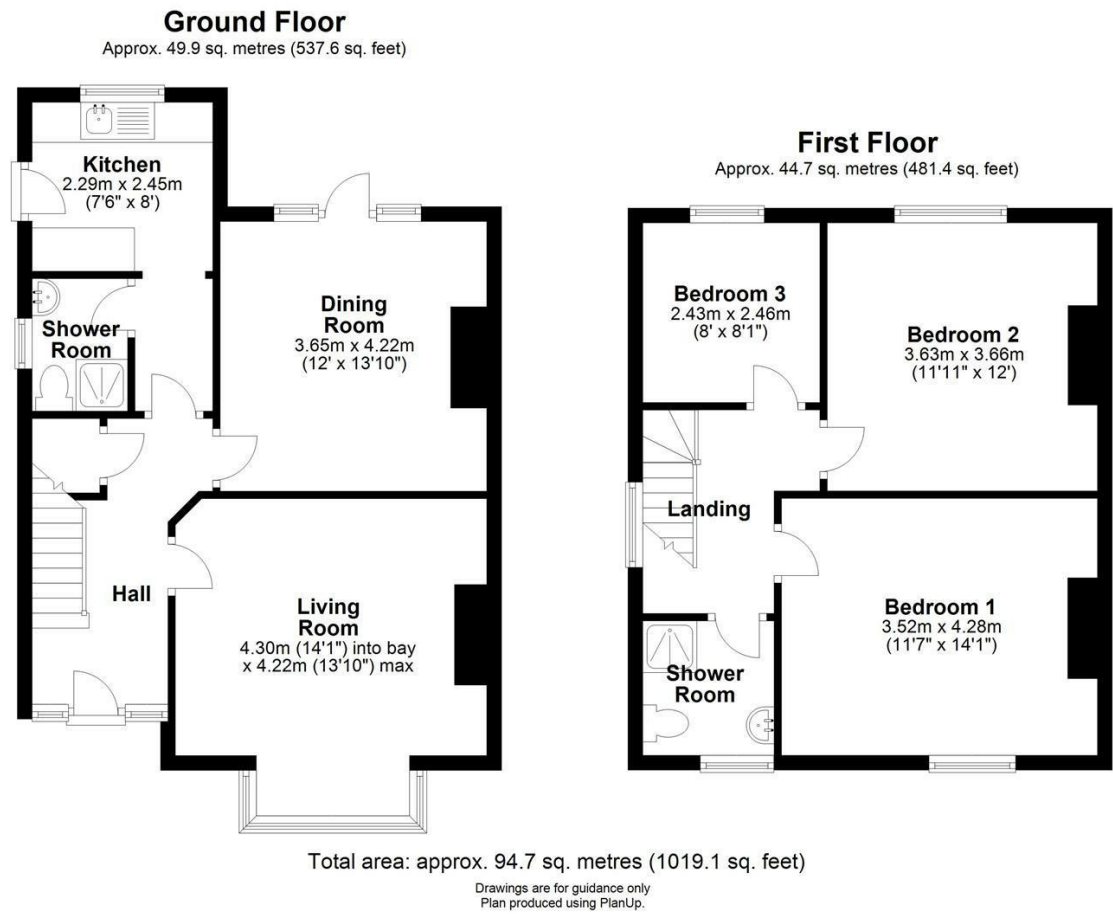 Ground Floor
Approx. 49.9 sq. metres (537.6 sq. feet)
Kitchen
2.29m x 2.45m
(7'6" x 8')
Shower
Room
Dining
Room
3.65m x 4.22m
(12' x 13'10")
Hall
Living
Room
4.30m (14'1") into bay
x 4.22m (13'10") max
First Floor
Approx. 44.7 sq. metres (481.4 sq. feet)
Bedroom 3
2.43m x 2.46m
(8' x 8'1")
Bedroom 2
3.63m x 3.66m
(11'11" x 12')
Landing
Bedroom 1
3.52m x 4.28m
(11'7" x 14'1")
Shower
Room
Total area: approx. 94.7 sq. metres (1019.1 sq. feet)
Drawings are for guidance only
Plan produced using PlanUp.